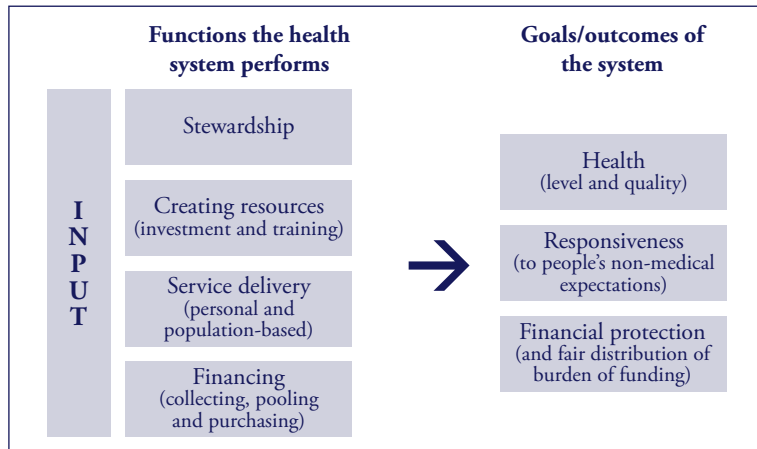 Functions the health
system performs
Goals/outcomes of
the system
INPUT
Stewardship
Creating resources
(investment and training)
Service delivery
(personal and
population-based)
Financing
(collecting, pooling
and purchasing)
Health
(level and quality)
Responsiveness
(to people's non-medical
expectations)
Financial protection
(and fair distribution of
burden of funding)